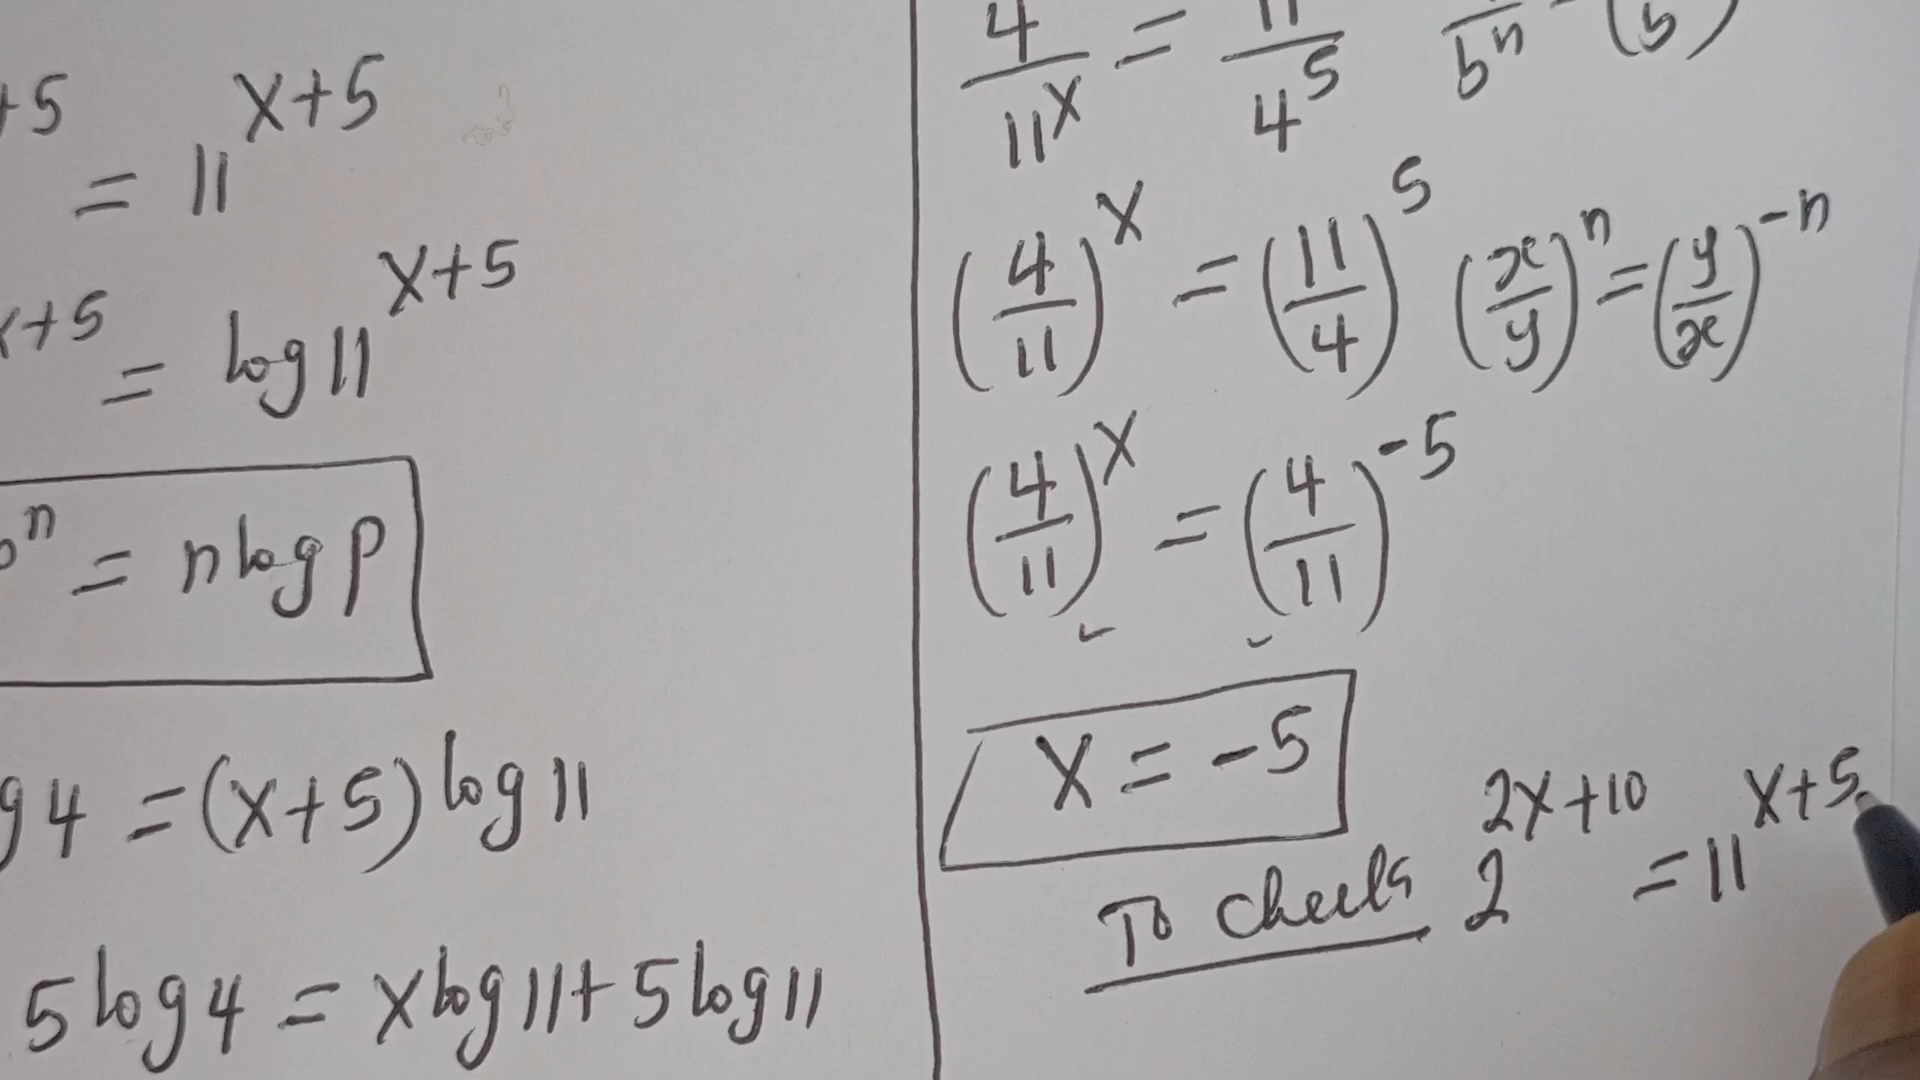 +5 = 11^(x+5)
x+5 = log 11^(x+5)
^n = n log p
g 4 = (x+5) log 11
5 log 4 = x log 11 + 5 log 11
4/11^x = 11/4^5
b^n = (b)
(4/11)^x = (11/4)^5 (x/y)^n = (y/x)^-n
(4/11)^x = (4/11)^-5
x = -5
To check 2^(2x+10) = 11^(x+5)